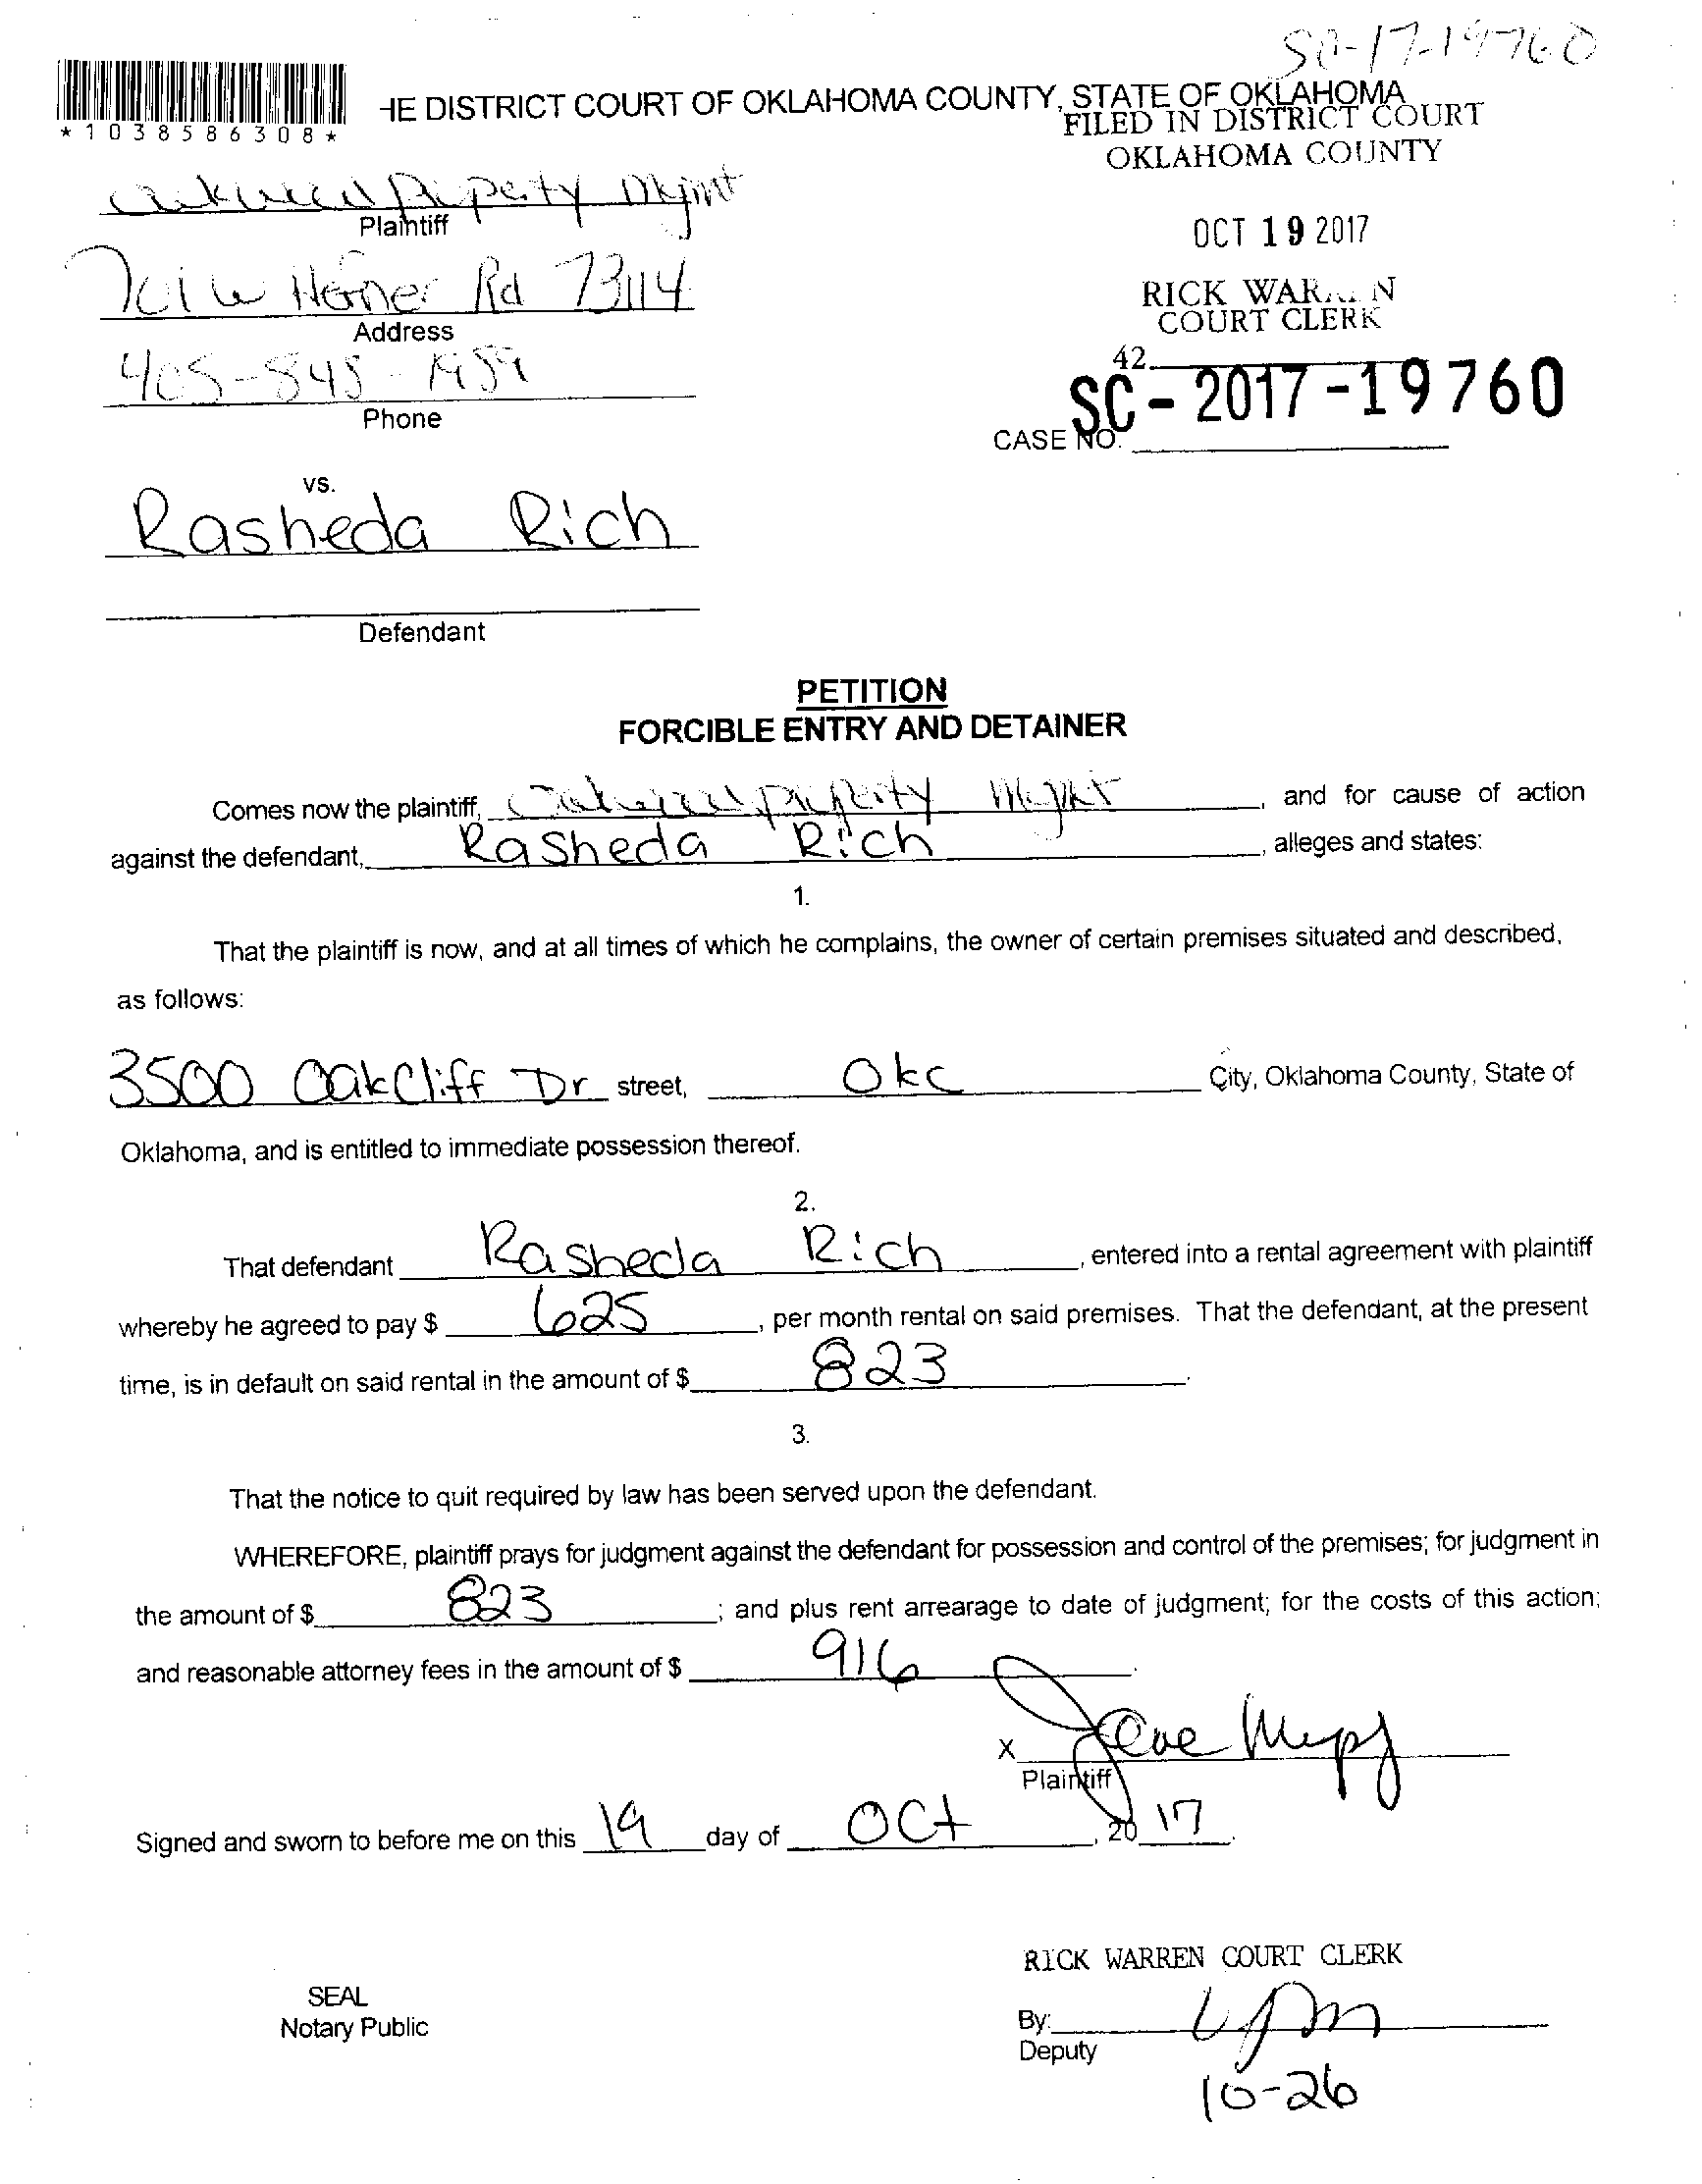 SC-17-19760
*1038586308*
HE DISTRICT COURT OF OKLAHOMA COUNTY, STATE OF OKLAHOMA
FILED IN DISTRICT COURT
OKLAHOMA COUNTY
Property Mgmt
Plaintiff
OCT 19 2017
701 W Hefner Rd 73114
Address
RICK WARREN
COURT CLERK
405-
Phone
42
SC-2017-19760
CASE NO.
vs.
Rasheda Rich
Defendant
PETITION
FORCIBLE ENTRY AND DETAINER
Comes now the plaintiff, Property Mgmt, and for cause of action
against the defendant, Rasheda Rich, alleges and states:
1.
That the plaintiff is now, and at all times of which he complains, the owner of certain premises situated and described,
as follows:
3500 Oakcliff Dr street, Okc City, Oklahoma County, State of
Oklahoma, and is entitled to immediate possession thereof.
2.
That defendant Rasheda Rich, entered into a rental agreement with plaintiff
whereby he agreed to pay $ 625, per month rental on said premises. That the defendant, at the present
time, is in default on said rental in the amount of $ 823.
3.
That the notice to quit required by law has been served upon the defendant.
WHEREFORE, plaintiff prays for judgment against the defendant for possession and control of the premises; for judgment in
the amount of $ 823; and plus rent arrearage to date of judgment; for the costs of this action;
and reasonable attorney fees in the amount of $ 916.
X
Plaintiff
Signed and sworn to before me on this 19 day of Oct, 20 17.
RICK WARREN COURT CLERK
SEAL
Notary Public
By:
Deputy
10-26